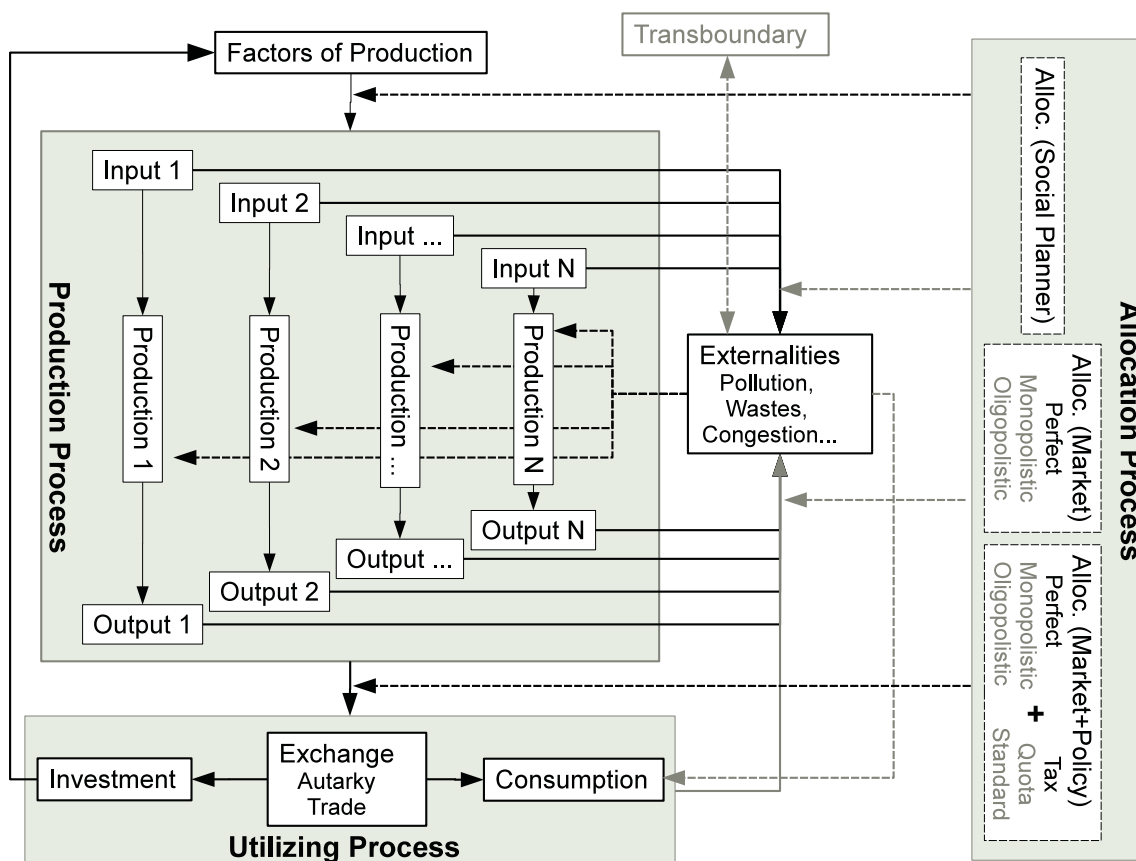 Factors of Production
Transboundary
Input 1
Input 2
Input ...
Input N
Production Process
Production 1
Production 2
Production ...
Production N
Output N
Output ...
Output 2
Output 1
Externalities
Pollution,
Wastes,
Congestion...
Investment
Exchange
Autarky
Trade
Consumption
Utilizing Process
Allocation Process
Alloc. (Social Planner)
Alloc. (Market)
Perfect
Monopolistic
Oligopolistic
Alloc. (Market+Policy)
Perfect
Monopolistic
Oligopolistic
+
Tax
Quota
Standard